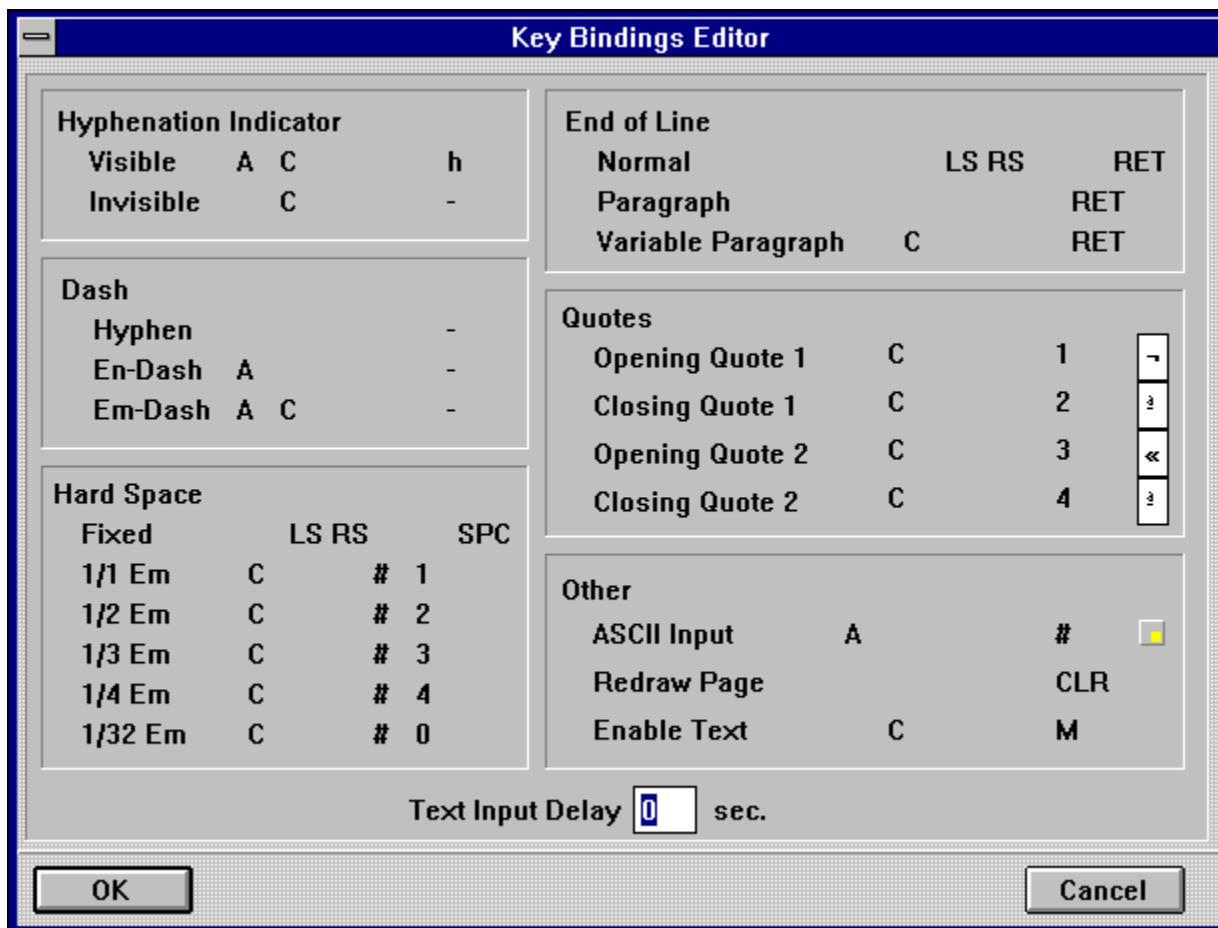 Key Bindings Editor
Hyphenation Indicator
Visible A C h
Invisible C -
Dash
Hyphen -
En-Dash A -
Em-Dash A C -
Hard Space
Fixed LS RS SPC
1/1 Em C # 1
1/2 Em C # 2
1/3 Em C # 3
1/4 Em C # 4
1/32 Em C # 0
End of Line
Normal LS RS RET
Paragraph RET
Variable Paragraph C RET
Quotes
Opening Quote 1 C 1 ¬
Closing Quote 1 C 2
Opening Quote 2 C 3 «
Closing Quote 2 C 4
Other
ASCII Input A #
Redraw Page CLR
Enable Text C M
Text Input Delay 0 sec.
OK
Cancel